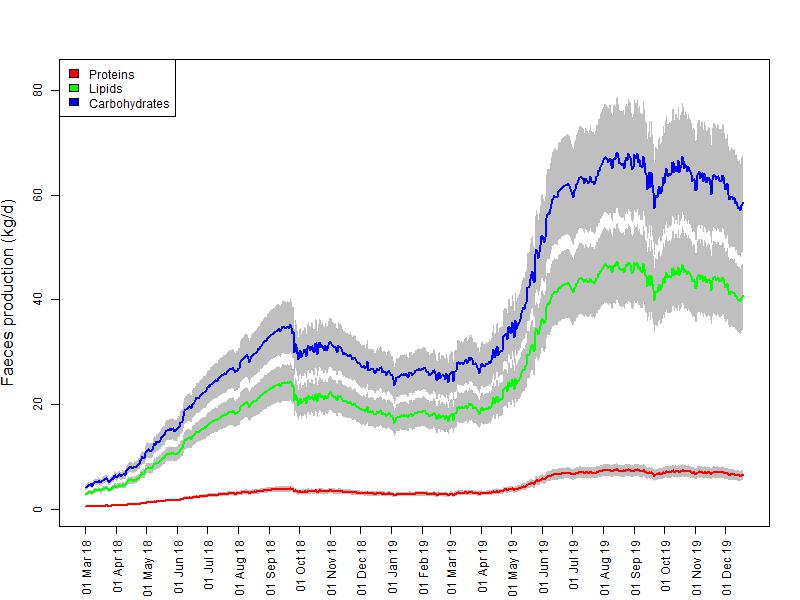 Proteins
Lipids
Carbohydrates
Faeces production (kg/d)
80
60
40
20
0
01 Mar 18
01 Apr 18
01 May 18
01 Jun 18
01 Jul 18
01 Aug 18
01 Sep 18
01 Oct 18
01 Nov 18
01 Dec 18
01 Jan 19
01 Feb 19
01 Mar 19
01 Apr 19
01 May 19
01 Jun 19
01 Jul 19
01 Aug 19
01 Sep 19
01 Oct 19
01 Nov 19
01 Dec 19